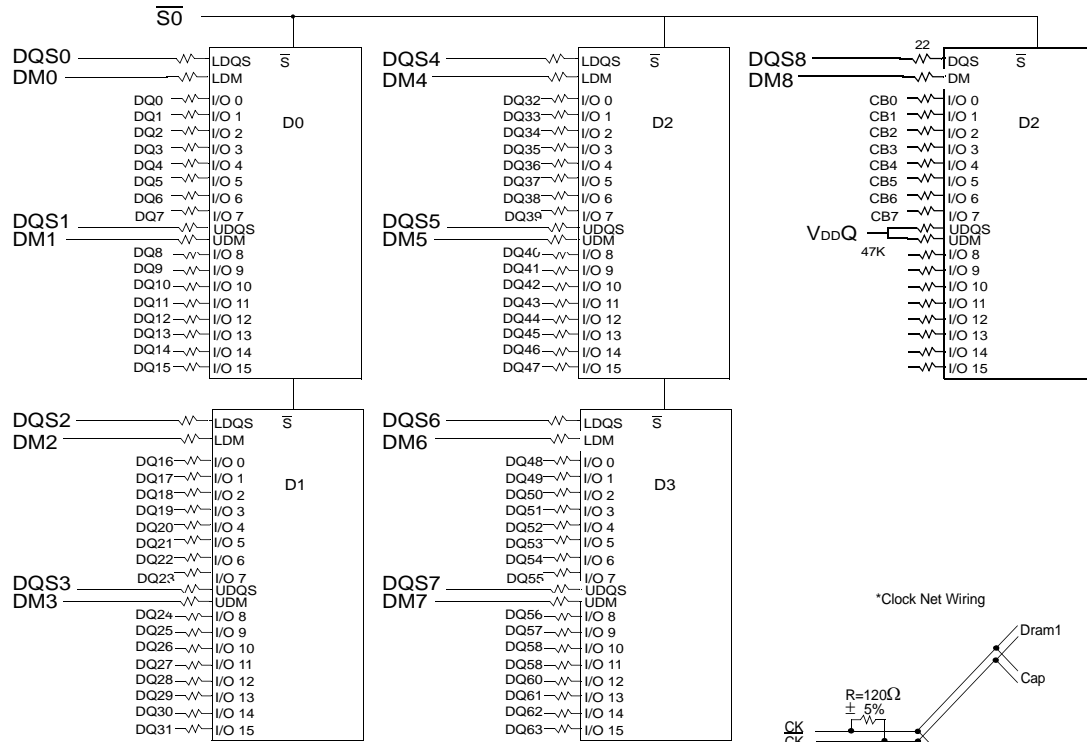 S0
DQS0 LDQS S
DM0 LDM
DQ0 I/O 0
DQ1 I/O 1
D0
DQ2 I/O 2
DQ3 I/O 3
DQ4 I/O 4
DQ5 I/O 5
DQ6 I/O 6
DQ7 I/O 7
DQS1 UDQS
DM1 UDM
DQ8 I/O 8
DQ9 I/O 9
DQ10 I/O 10
DQ11 I/O 11
DQ12 I/O 12
DQ13 I/O 13
DQ14 I/O 14
DQ15 I/O 15
DQS4 LDQS S
DM4 LDM
DQ32 I/O 0
DQ33 I/O 1
D2
DQ34 I/O 2
DQ35 I/O 3
DQ36 I/O 4
DQ37 I/O 5
DQ38 I/O 6
DQ39 I/O 7
DQS5 UDQS
DM5 UDM
DQ40 I/O 8
DQ41 I/O 9
DQ42 I/O 10
DQ43 I/O 11
DQ44 I/O 12
DQ45 I/O 13
DQ46 I/O 14
DQ47 I/O 15
22
DQS8 DQS S
DM8 DM
CB0 I/O 0
CB1 I/O 1
D2
CB2 I/O 2
CB3 I/O 3
CB4 I/O 4
CB5 I/O 5
CB6 I/O 6
CB7 I/O 7
VDDQ UDQS
UDM
47K I/O 8
I/O 9
I/O 10
I/O 11
I/O 12
I/O 13
I/O 14
I/O 15
DQS2 LDQS S
DM2 LDM
DQ16 I/O 0
DQ17 I/O 1
D1
DQ18 I/O 2
DQ19 I/O 3
DQ20 I/O 4
DQ21 I/O 5
DQ22 I/O 6
DQ23 I/O 7
DQS3 UDQS
DM3 UDM
DQ24 I/O 8
DQ25 I/O 9
DQ26 I/O 10
DQ27 I/O 11
DQ28 I/O 12
DQ29 I/O 13
DQ30 I/O 14
DQ31 I/O 15
DQS6 LDQS S
DM6 LDM
DQ48 I/O 0
DQ49 I/O 1
D3
DQ50 I/O 2
DQ51 I/O 3
DQ52 I/O 4
DQ53 I/O 5
DQ54 I/O 6
DQ55 I/O 7
DQS7 UDQS
DM7 UDM
DQ56 I/O 8
DQ57 I/O 9
DQ58 I/O 10
DQ58 I/O 11
DQ60 I/O 12
DQ61 I/O 13
DQ62 I/O 14
DQ63 I/O 15
*Clock Net Wiring
Dram1
Cap
R=120Ω
± 5%
CK
CK